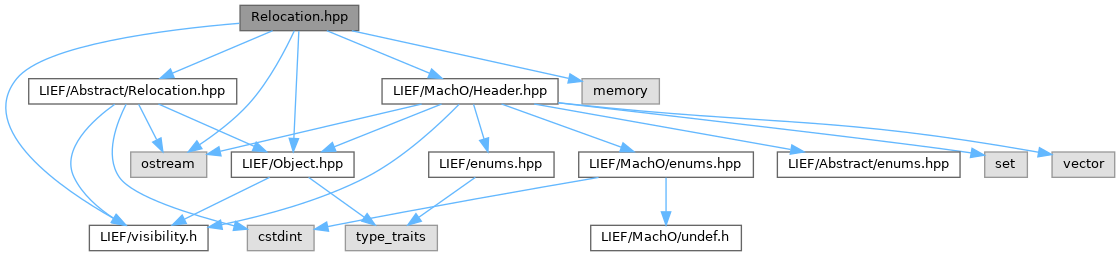 Relocation.hpp
LIEF/Abstract/Relocation.hpp
LIEF/MachO/Header.hpp
memory
ostream
LIEF/Object.hpp
LIEF/enums.hpp
LIEF/MachO/enums.hpp
LIEF/Abstract/enums.hpp
set
vector
LIEF/visibility.h
cstdint
type_traits
LIEF/MachO/undef.h